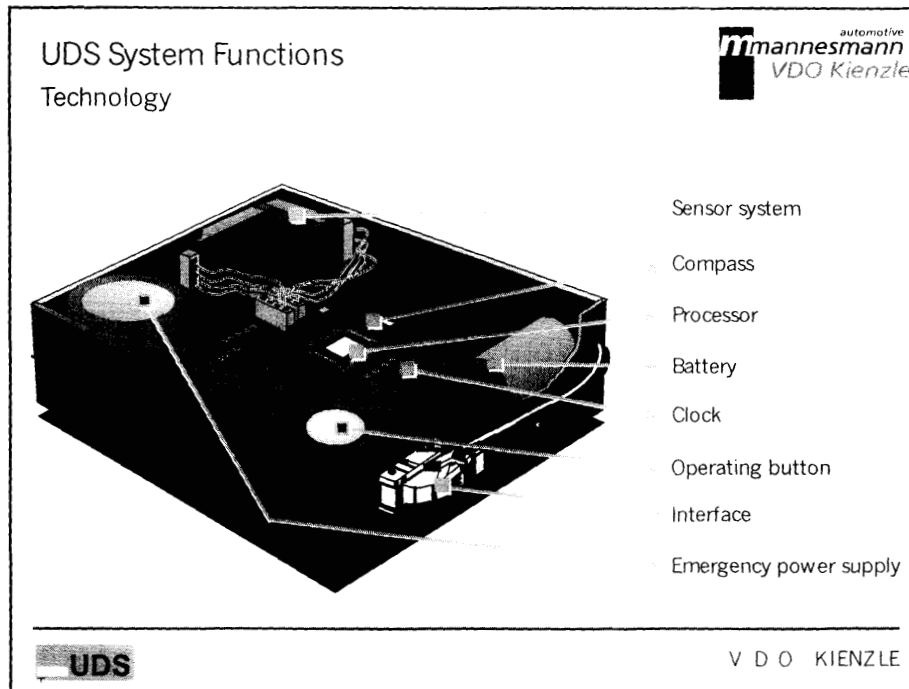 UDS System Functions
Technology
automotive
mannesmann
VDO Kienzle
Sensor system
Compass
Processor
Battery
Clock
Operating button
Interface
Emergency power supply
UDS
VDO KIENZLE